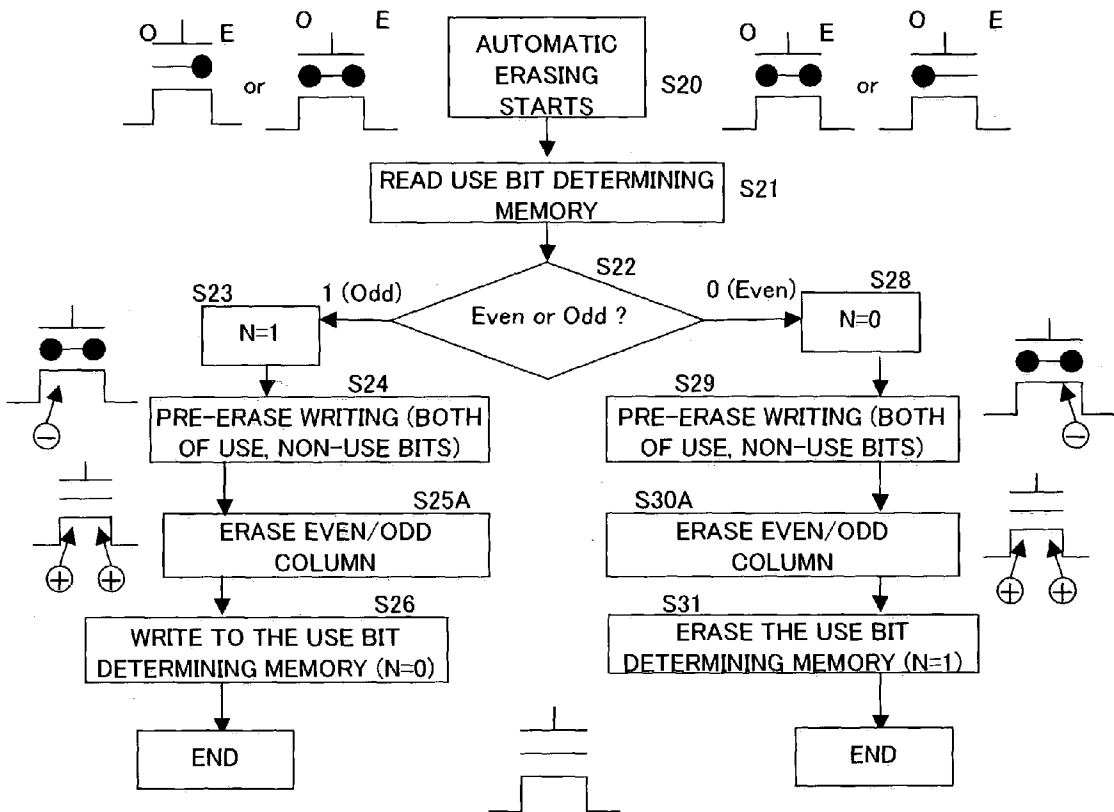 O E
or
O E
AUTOMATIC
ERASING
STARTS
S20
O E
or
O E
READ USE BIT DETERMINING
MEMORY
S21
S22
Even or Odd ?
1 (Odd)
0 (Even)
S23
N=1
S28
N=0
S24
PRE-ERASE WRITING (BOTH
OF USE, NON-USE BITS)
−
S29
PRE-ERASE WRITING (BOTH
OF USE, NON-USE BITS)
−
S25A
ERASE EVEN/ODD
COLUMN
+ +
S30A
ERASE EVEN/ODD
COLUMN
+ +
S26
WRITE TO THE USE BIT
DETERMINING MEMORY (N=0)
S31
ERASE THE USE BIT
DETERMINING MEMORY (N=1)
END
END